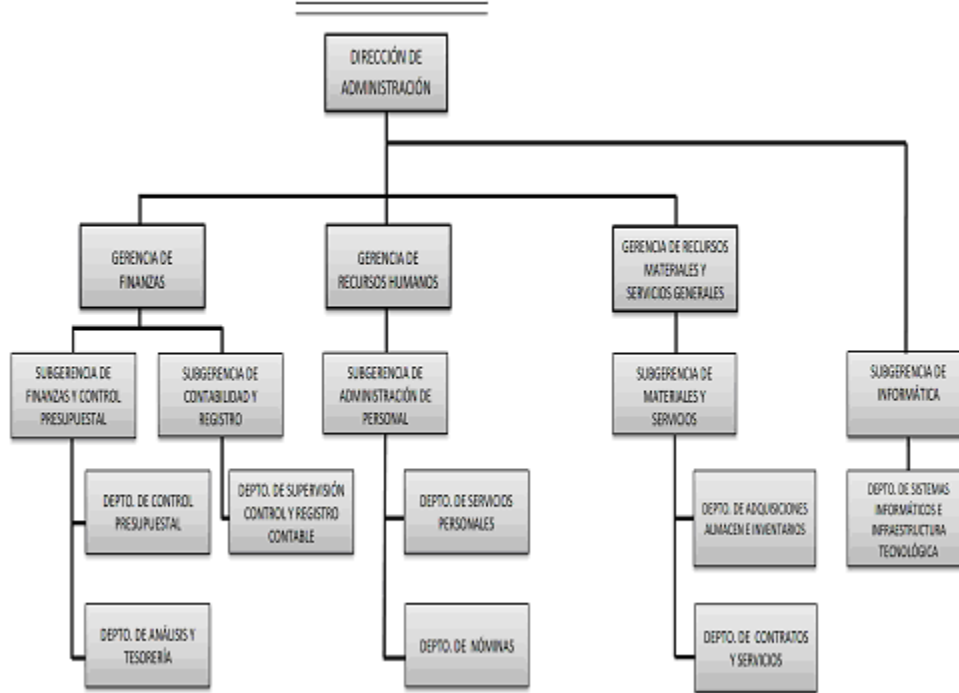 DIRECCIÓN DE
ADMINISTRACIÓN
GERENCIA DE
FINANZAS
GERENCIA DE
RECURSOS HUMANOS
GERENCIA DE RECURSOS
MATERIALES Y
SERVICIOS GENERALES
SUBGERENCIA DE
FINANZAS Y CONTROL
PRESUPUESTAL
SUBGERENCIA DE
CONTABILIDAD Y
REGISTRO
SUBGERENCIA DE
ADMINISTRACIÓN DE
PERSONAL
SUBGERENCIA DE
MATERIALES Y
SERVICIOS
SUBGERENCIA DE
INFORMÁTICA
DEPTO. DE CONTROL
PRESUPUESTAL
DEPTO. DE SUPERVISIÓN
CONTROL Y REGISTRO
CONTABLE
DEPTO. DE SERVICIOS
PERSONALES
DEPTO. DE ADQUISICIONES
ALMACEN E INVENTARIOS
DEPTO. DE SISTEMAS
INFORMÁTICOS E
INFRAESTRUCTURA
TECNOLÓGICA
DEPTO. DE ANÁLISIS Y
TESORERÍA
DEPTO. DE NÓMINAS
DEPTO. DE CONTRATOS
Y SERVICIOS